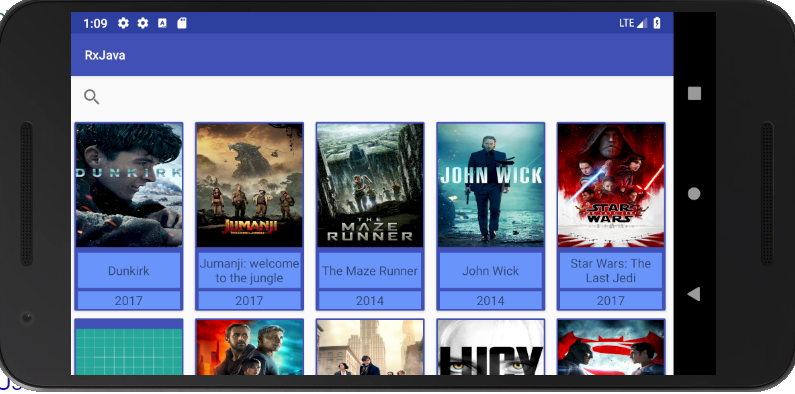 1:09
LTE
RxJava
DUNKIRK
JUMANJI
THE
MAZE
RUNNER
JOHN WICK
STAR
WARS
Dunkirk
Jumanji: welcome
to the jungle
The Maze Runner
John Wick
Star Wars: The
Last Jedi
2017
2017
2014
2014
2017
LUCY